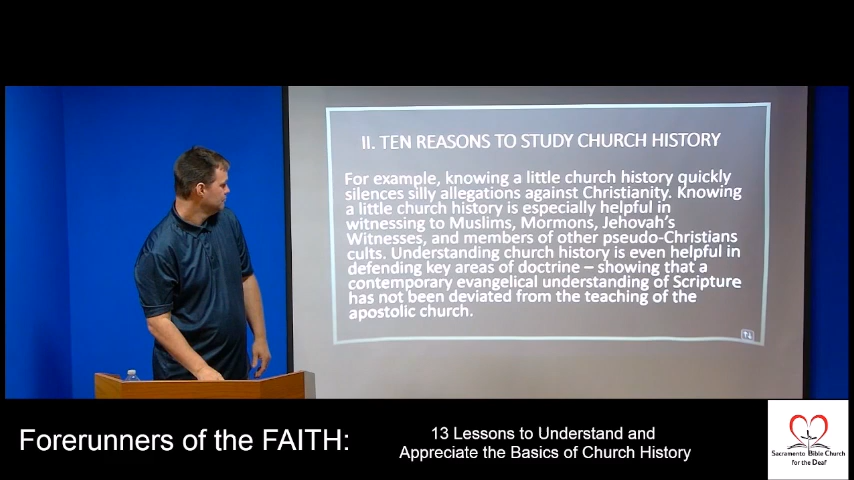 II. TEN REASONS TO STUDY CHURCH HISTORY
For example, knowing a little church history quickly
silences silly allegations against Christianity. Knowing
a little church history is especially helpful in
witnessing to Muslims, Mormons, Jehovah's
Witnesses, and members of other pseudo-Christians
cults. Understanding church history is even helpful in
defending key areas of doctrine – showing that a
contemporary evangelical understanding of Scripture
has not been deviated from the teaching of the
apostolic church.
Forerunners of the FAITH:
13 Lessons to Understand and
Appreciate the Basics of Church History
Sacramento Bible Church
for the Deaf